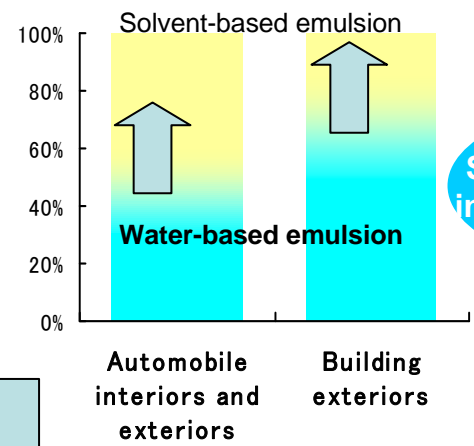 Solvent-based emulsion
100%
80%
60%
40%
20%
0%
Water-based emulsion
Automobile
interiors and
exteriors
Building
exteriors